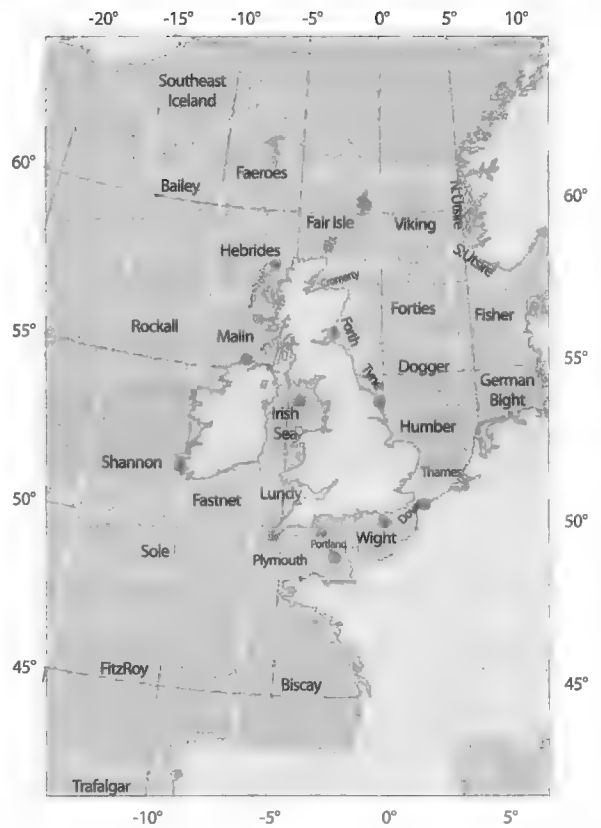 -20° -15° -10° -5° 0° 5° 10°
Southeast
Iceland
60°
Faeroes
Bailey
60°
N.Utsire
Fair Isle
Viking
Hebrides
S.Utsire
Cromarty
Forties
Fisher
Rockall
55°
Malin
Forth
55°
Dogger
Tyne
German
Bight
Irish
Sea
Humber
Shannon
Thames
50°
Fastnet
Lundy
50°
Dover
Wight
Portland
Sole
Plymouth
45°
FitzRoy
Biscay
45°
Trafalgar
-10° -5° 0° 5°